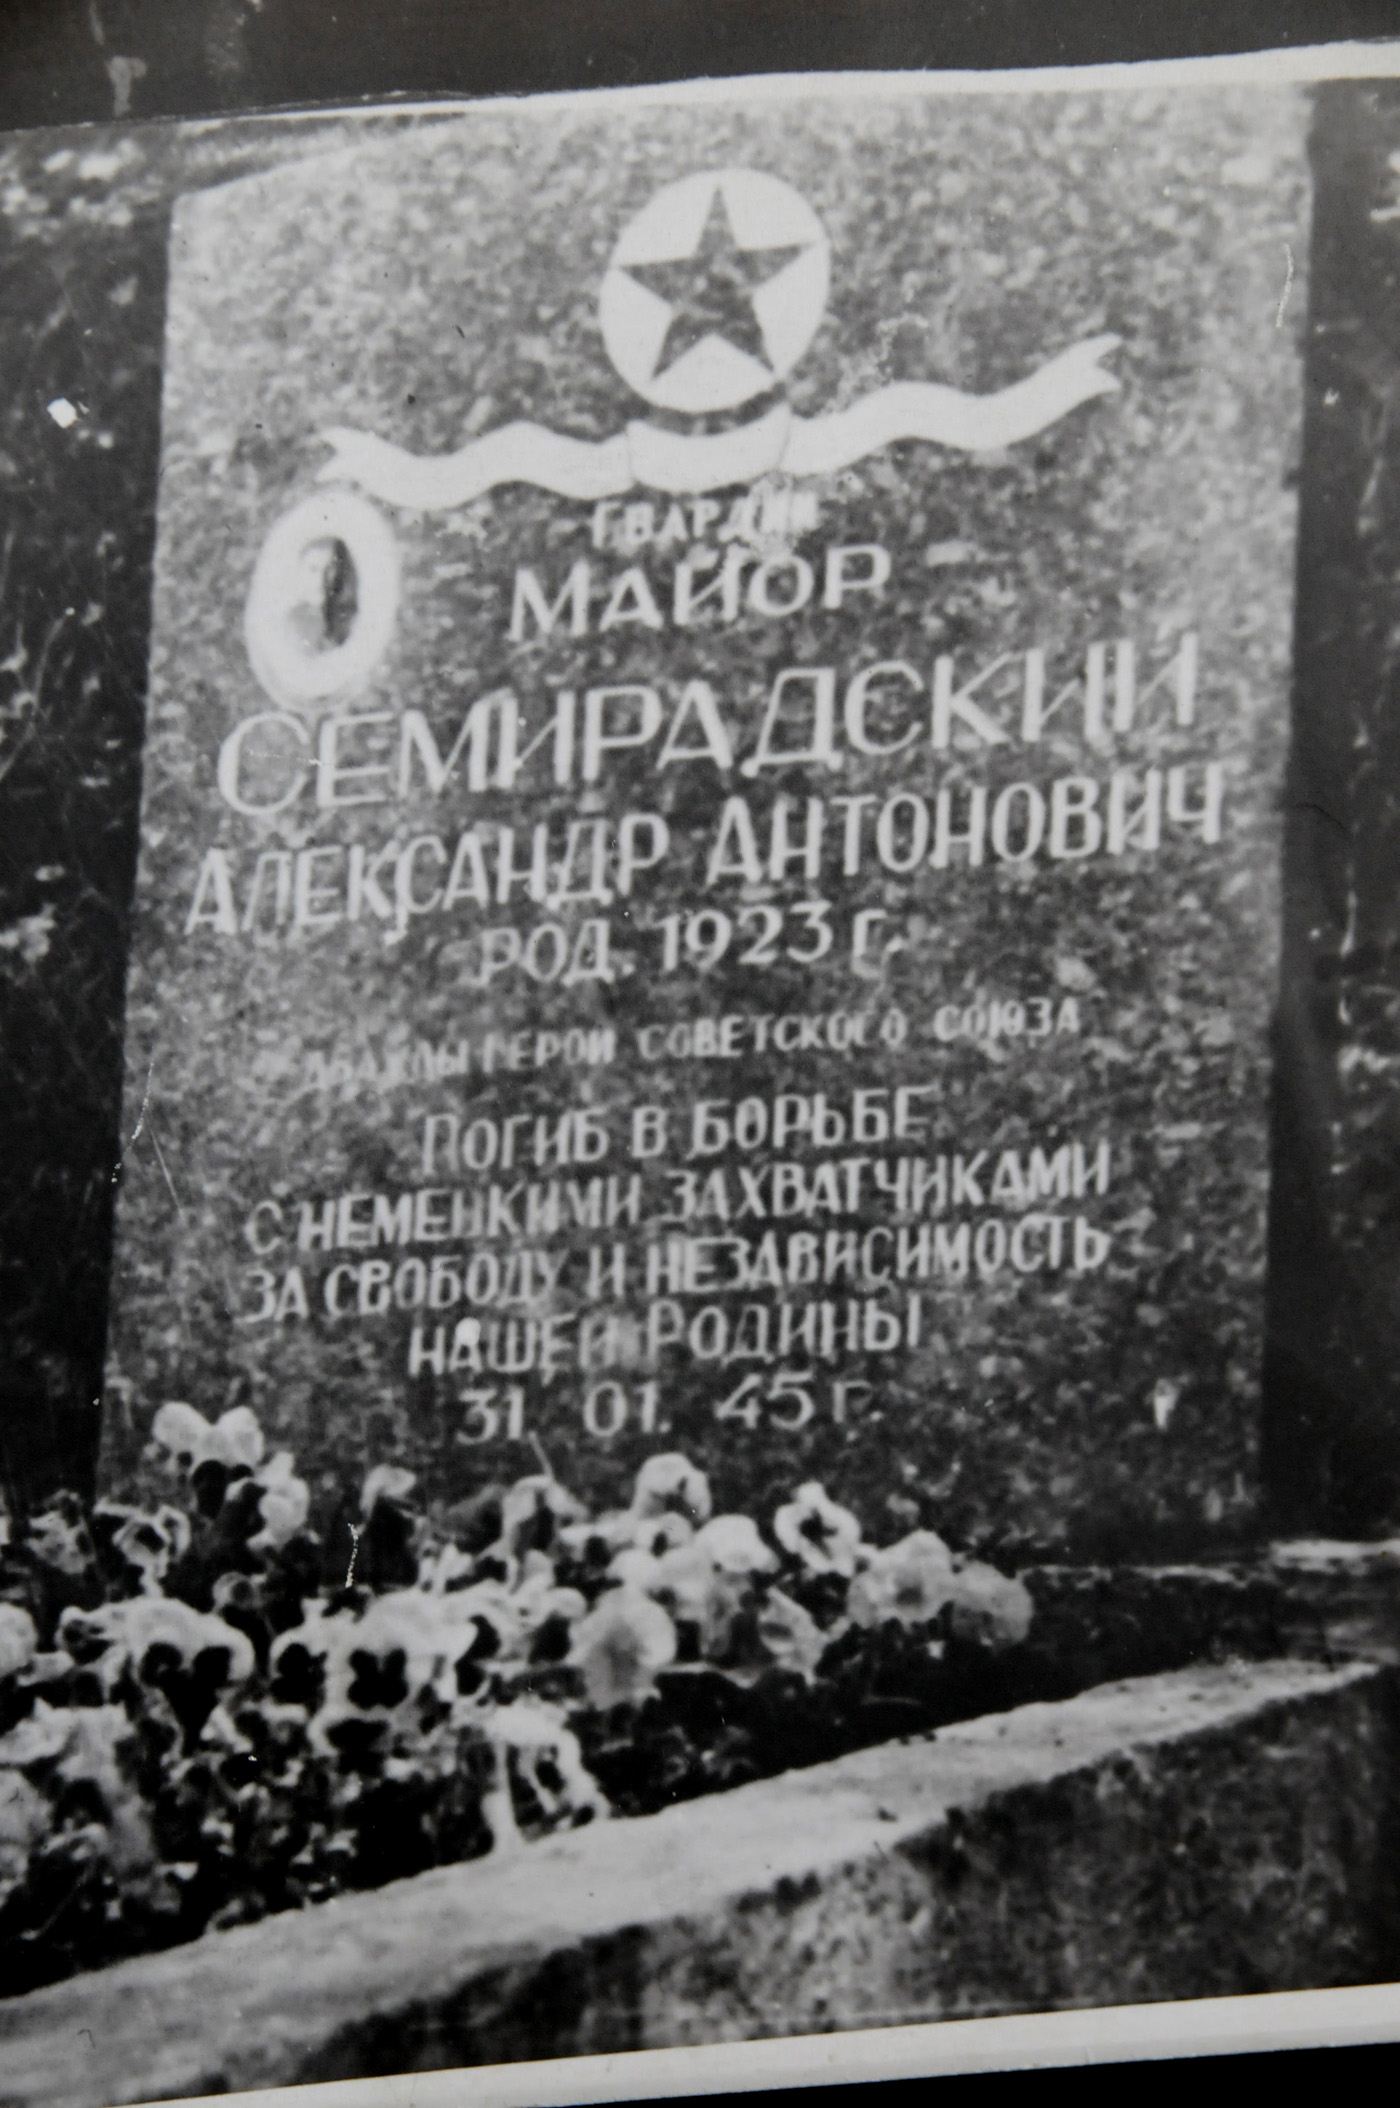 ГВАРДИИ
МАЙОР
СЕМИРАДСКИЙ
АЛЕКСАНДР АНТОНОВИЧ
РОД. 1923 г.
ДВАЖДЫ ГЕРОЙ СОВЕТСКОГО СОЮЗА
ПОГИБ В БОРЬБЕ
С НЕМЕЦКИМИ ЗАХВАТЧИКАМИ
ЗА СВОБОДУ И НЕЗАВИСИМОСТЬ
НАШЕЙ РОДИНЫ
31. 01. 45 г.